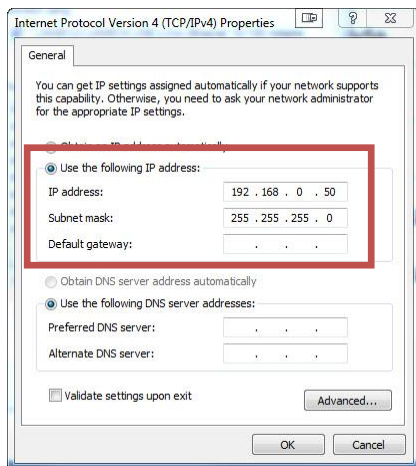 Internet Protocol Version 4 (TCP/IPv4) Properties
General
You can get IP settings assigned automatically if your network supports
this capability. Otherwise, you need to ask your network administrator
for the appropriate IP settings.
Use the following IP address:
IP address: 192 . 168 . 0 . 50
Subnet mask: 255 . 255 . 255 . 0
Default gateway: . . .
Obtain DNS server address automatically
Use the following DNS server addresses:
Preferred DNS server: . . .
Alternate DNS server: . . .
Validate settings upon exit
Advanced...
OK Cancel